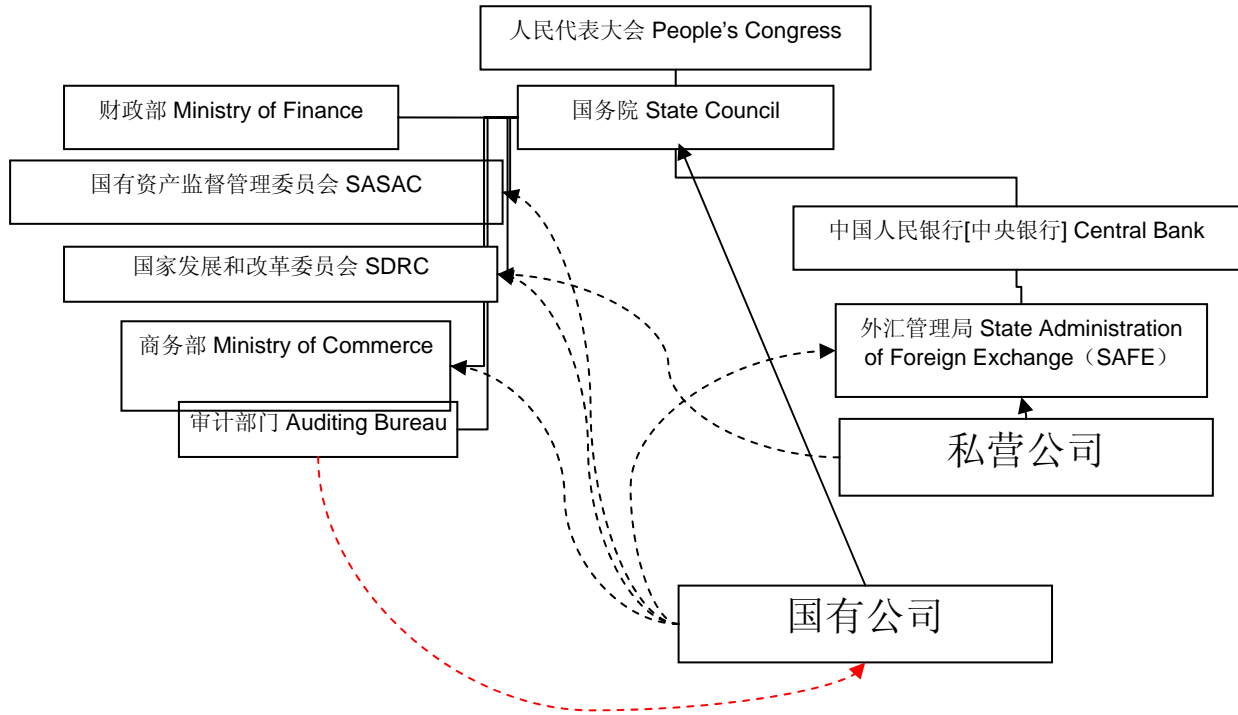 人民代表大会 People's Congress
财政部 Ministry of Finance
国务院 State Council
国有资产监督管理委员会 SASAC
中国人民银行[中央银行] Central Bank
国家发展和改革委员会 SDRC
商务部 Ministry of Commerce
外汇管理局 State Administration
of Foreign Exchange（SAFE）
审计部门 Auditing Bureau
私营公司
国有公司